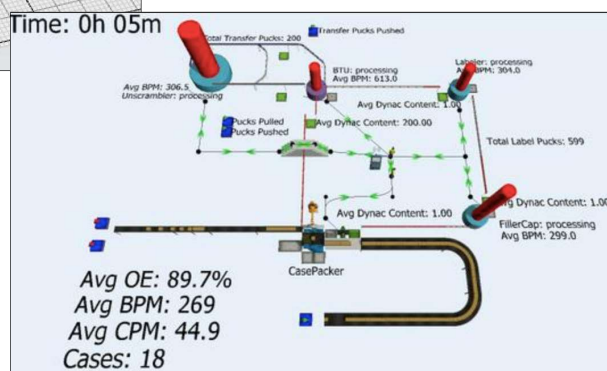 Time: 0h 05m
Total Transfer Pucks: 200
Transfer Pucks Pushed
Avg BPM: 306.5
Unscrambler: processing
BTU: processing
Avg BPM: 613.0
Labeler: processing
Avg BPM: 304.0
Avg Dynac Content: 1.00
Pucks Pulled
Pucks Pushed
Avg Dynac Content: 200.00
Total Label Pucks: 599
Avg Dynac Content: 1.00
Avg Dynac Content: 1.00
FillerCap: processing
Avg BPM: 299.0
CasePacker
Avg OE: 89.7%
Avg BPM: 269
Avg CPM: 44.9
Cases: 18